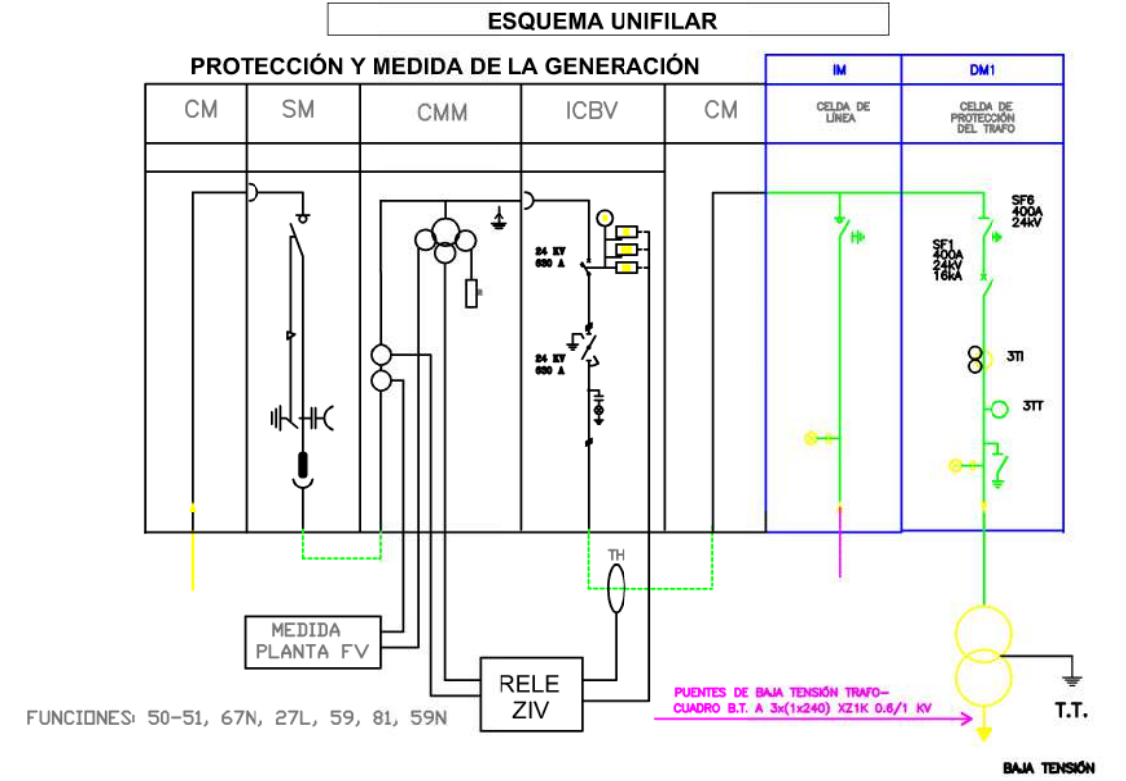 ESQUEMA UNIFILAR
PROTECCIÓN Y MEDIDA DE LA GENERACIÓN
IM
DM1
CM
SM
CMM
ICBV
CM
CELDA DE
LÍNEA
CELDA DE
PROTECCIÓN
DEL TRAFO
SF6
400A
24kV
SF1
400A
24kV
16kA
24 KV
630 A
24 KV
630 A
3TI
3TT
TH
MEDIDA
PLANTA FV
RELE
ZIV
PUENTES DE BAJA TENSIÓN TRAFO-
CUADRO B.T. A 3x(1x240) XZ1K 0.6/1 KV
T.T.
FUNCIONES: 50-51, 67N, 27L, 59, 81, 59N
BAJA TENSIÓN